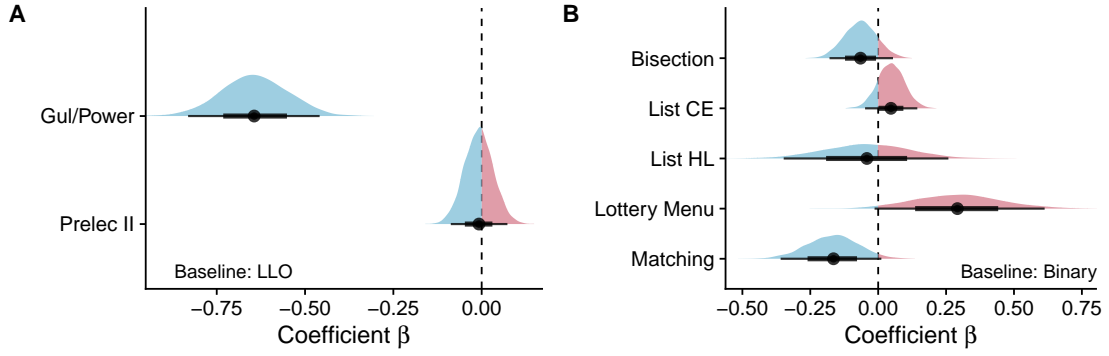 A
Gul/Power
Prelec II
Baseline: LLO
−0.75 −0.50 −0.25 0.00
Coefficient β
B
Bisection
List CE
List HL
Lottery Menu
Matching
Baseline: Binary
−0.50 −0.25 0.00 0.25 0.50 0.75
Coefficient β